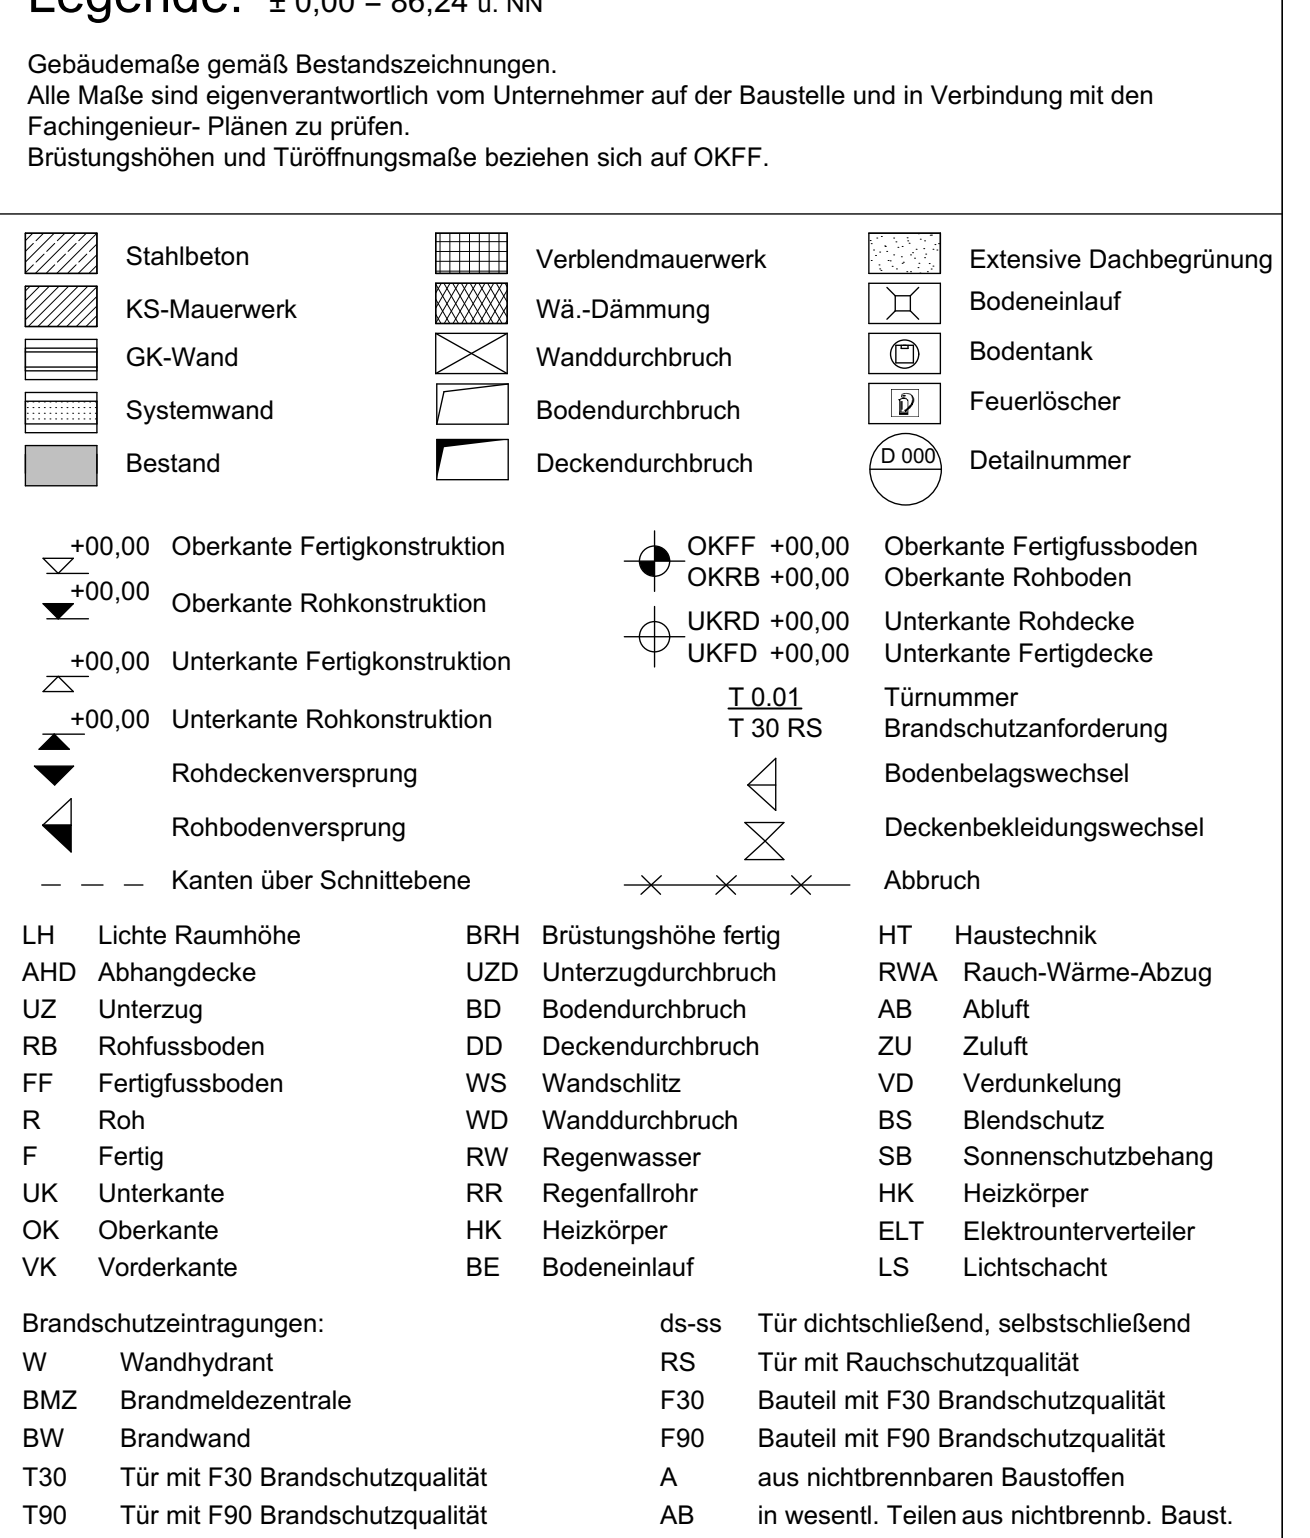 Legende: ± 0,00 = 86,24 ü. NN
Gebäudemaße gemäß Bestandszeichnungen.
Alle Maße sind eigenverantwortlich vom Unternehmer auf der Baustelle und in Verbindung mit den
Fachingenieur- Plänen zu prüfen.
Brüstungshöhen und Türöffnungsmaße beziehen sich auf OKFF.
Stahlbeton
KS-Mauerwerk
GK-Wand
Systemwand
Bestand
Verblendmauerwerk
Wä.-Dämmung
Wanddurchbruch
Bodendurchbruch
Deckendurchbruch
Extensive Dachbegrünung
Bodeneinlauf
Bodentank
Feuerlöscher
D 000 Detailnummer
+00,00 Oberkante Fertigkonstruktion
+00,00 Oberkante Rohkonstruktion
+00,00 Unterkante Fertigkonstruktion
+00,00 Unterkante Rohkonstruktion
Rohdeckenversprung
Rohbodenversprung
Kanten über Schnittebene
OKFF +00,00 Oberkante Fertigfussboden
OKRB +00,00 Oberkante Rohboden
UKRD +00,00 Unterkante Rohdecke
UKFD +00,00 Unterkante Fertigdecke
T 0.01 Türnummer
T 30 RS Brandschutzanforderung
Bodenbelagswechsel
Deckenbekleidungswechsel
Abbruch
LH Lichte Raumhöhe
AHD Abhangdecke
UZ Unterzug
RB Rohfussboden
FF Fertigfussboden
R Roh
F Fertig
UK Unterkante
OK Oberkante
VK Vorderkante
BRH Brüstungshöhe fertig
UZD Unterzugdurchbruch
BD Bodendurchbruch
DD Deckendurchbruch
WS Wandschlitz
WD Wanddurchbruch
RW Regenwasser
RR Regenfallrohr
HK Heizkörper
BE Bodeneinlauf
HT Haustechnik
RWA Rauch-Wärme-Abzug
AB Abluft
ZU Zuluft
VD Verdunkelung
BS Blendschutz
SB Sonnenschutzbehang
HK Heizkörper
ELT Elektrounterverteiler
LS Lichtschacht
Brandschutzeintragungen:
W Wandhydrant
BMZ Brandmeldezentrale
BW Brandwand
T30 Tür mit F30 Brandschutzqualität
T90 Tür mit F90 Brandschutzqualität
ds-ss Tür dichtschließend, selbstschließend
RS Tür mit Rauchschutzqualität
F30 Bauteil mit F30 Brandschutzqualität
F90 Bauteil mit F90 Brandschutzqualität
A aus nichtbrennbaren Baustoffen
AB in wesentl. Teilen aus nichtbrennb. Baust.